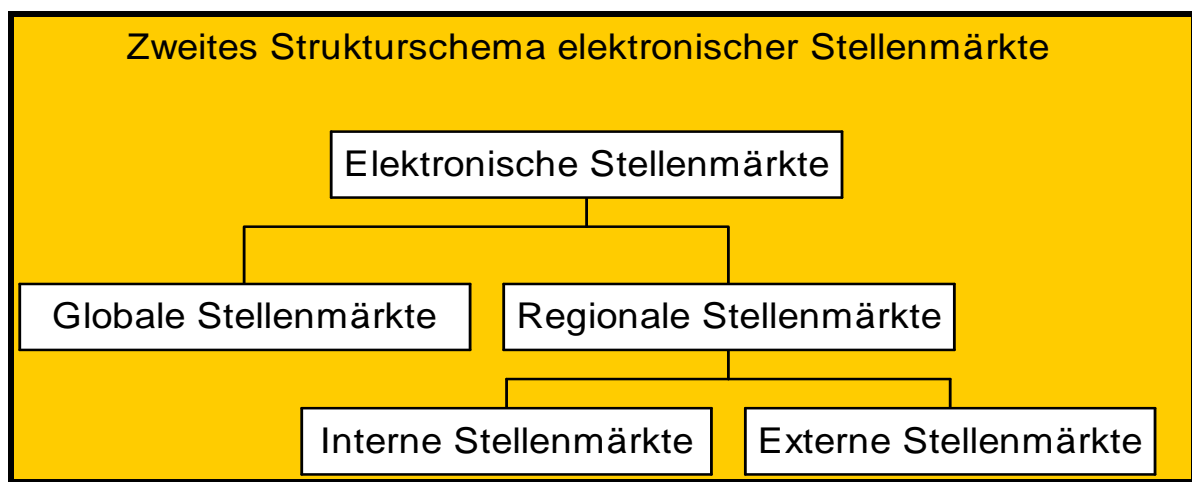 Zweites Strukturschema elektronischer Stellenmärkte
Elektronische Stellenmärkte
Globale Stellenmärkte
Regionale Stellenmärkte
Interne Stellenmärkte
Externe Stellenmärkte